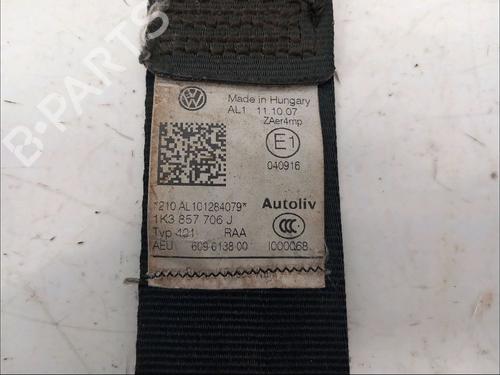 B-PARTS
Made in Hungary
AL1 11.10.07
ZAer4mp
E1
040916
*210 AL101284079*
1K3 857 706 J
Autoliv
Typ 421 RAA
CCC
AEU 609 6138 00 I000068